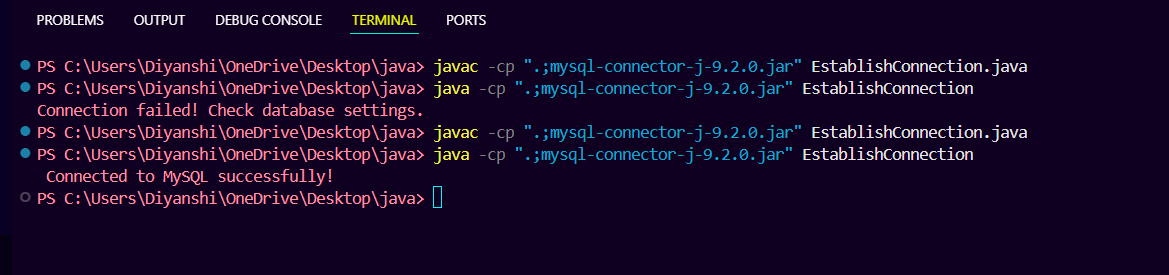 PROBLEMS OUTPUT DEBUG CONSOLE TERMINAL PORTS
PS C:\Users\Diyanshi\OneDrive\Desktop\java> javac -cp ".;mysql-connector-j-9.2.0.jar" EstablishConnection.java
PS C:\Users\Diyanshi\OneDrive\Desktop\java> java -cp ".;mysql-connector-j-9.2.0.jar" EstablishConnection
Connection failed! Check database settings.
PS C:\Users\Diyanshi\OneDrive\Desktop\java> javac -cp ".;mysql-connector-j-9.2.0.jar" EstablishConnection.java
PS C:\Users\Diyanshi\OneDrive\Desktop\java> java -cp ".;mysql-connector-j-9.2.0.jar" EstablishConnection
Connected to MySQL successfully!
PS C:\Users\Diyanshi\OneDrive\Desktop\java>